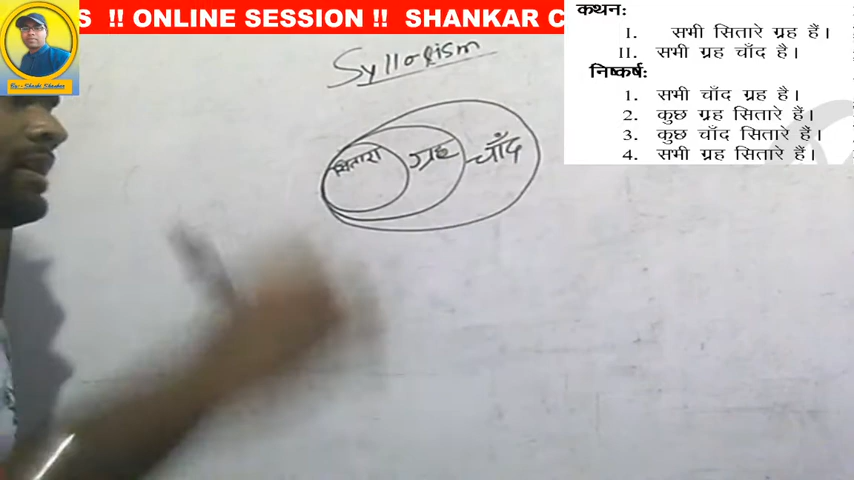 S !! ONLINE SESSION !! SHANKAR C
By:- Shashi Shankar
कथनः
I. सभी सितारे ग्रह हैं।
II. सभी ग्रह चाँद है।
निष्कर्षः
1. सभी चाँद ग्रह है।
2. कुछ ग्रह सितारे हैं।
3. कुछ चाँद सितारे हैं।
4. सभी ग्रह सितारे हैं।
Syllogism
सितारा ग्रह चाँद